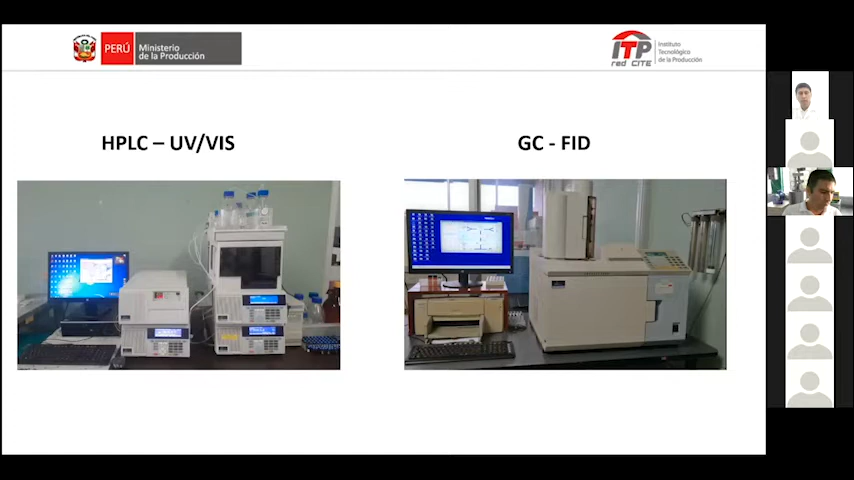 PERÚ
Ministerio
de la Producción
ITP
red CITE
Instituto
Tecnológico
de la Producción
HPLC – UV/VIS
GC - FID